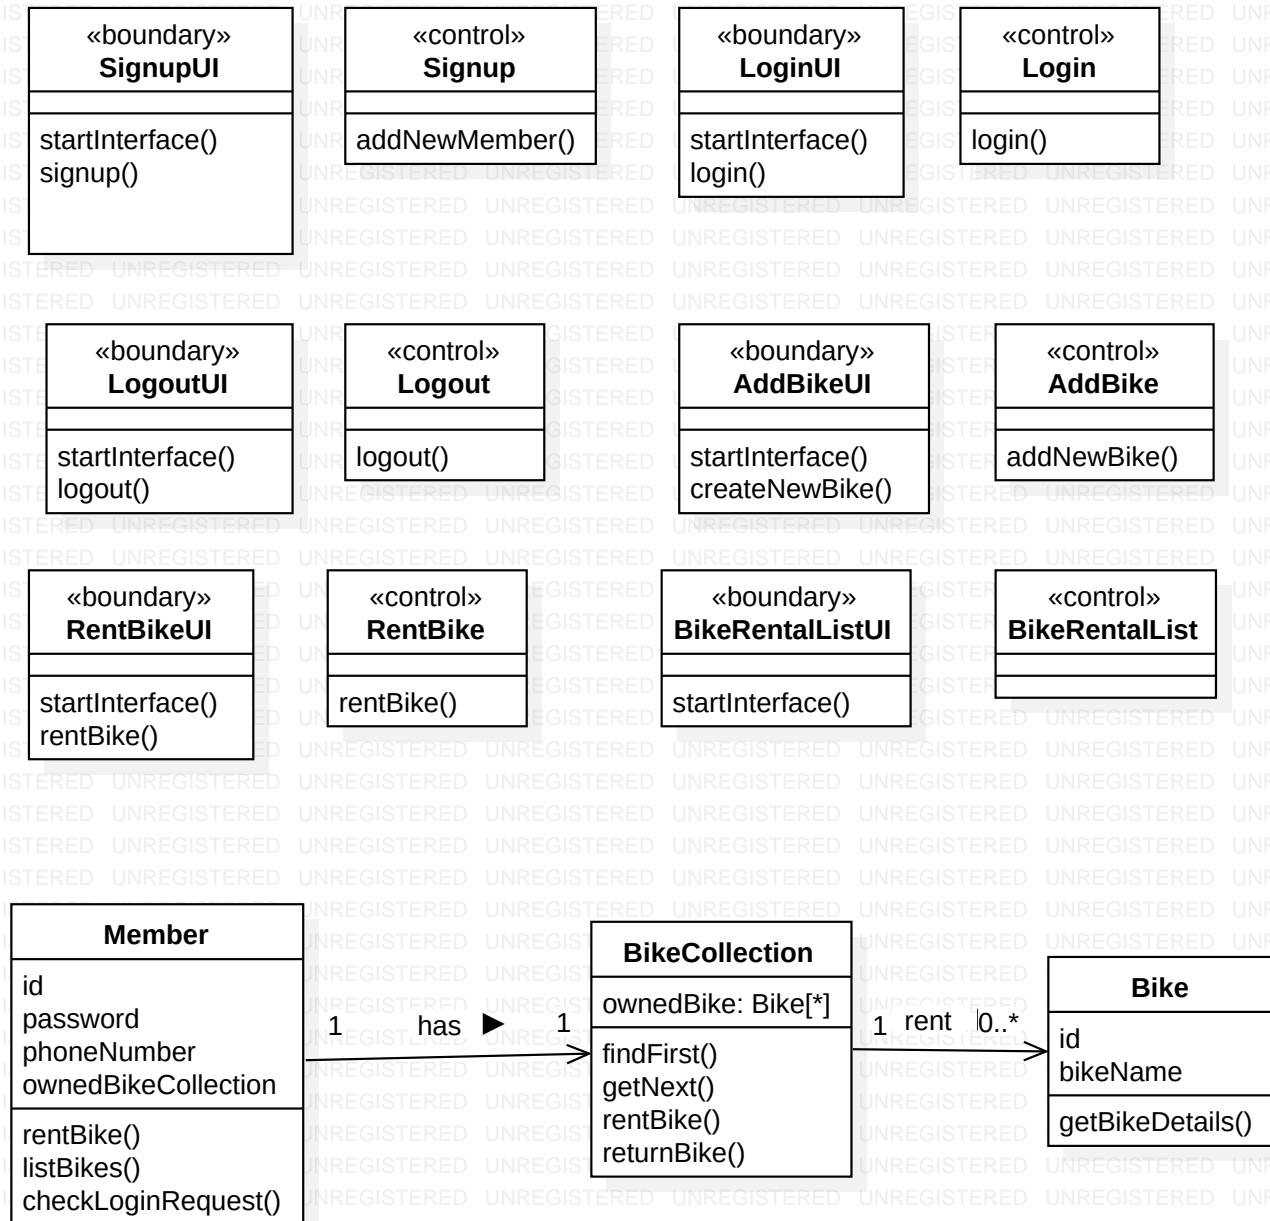 «boundary»
SignupUI
startInterface()
signup()
«control»
Signup
addNewMember()
«boundary»
LoginUI
startInterface()
login()
«control»
Login
login()
«boundary»
LogoutUI
startInterface()
logout()
«control»
Logout
logout()
«boundary»
AddBikeUI
startInterface()
createNewBike()
«control»
AddBike
addNewBike()
«boundary»
RentBikeUI
startInterface()
rentBike()
«control»
RentBike
rentBike()
«boundary»
BikeRentalListUI
startInterface()
«control»
BikeRentalList
Member
id
password
phoneNumber
ownedBikeCollection
rentBike()
listBikes()
checkLoginRequest()
1 has ► 1
BikeCollection
ownedBike: Bike[*]
findFirst()
getNext()
rentBike()
returnBike()
1 rent 0..*
Bike
id
bikeName
getBikeDetails()
UNREGISTERED